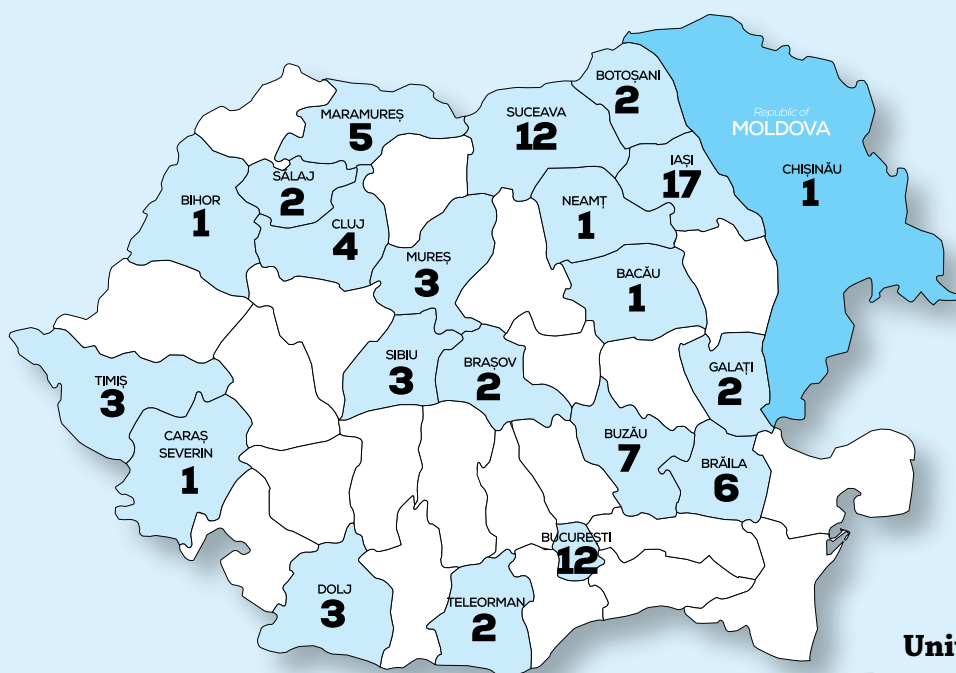 BOTOȘANI
2
Republic of
MOLDOVA
MARAMUREȘ
5
SUCEAVA
12
IAȘI
17
CHIȘINĂU
1
SĂLAJ
2
BIHOR
1
NEAMȚ
1
CLUJ
4
MUREȘ
3
BACĂU
1
SIBIU
3
BRAȘOV
2
GALAȚI
2
TIMIȘ
3
CARAȘ
SEVERIN
1
BUZĂU
7
BRĂILA
6
BUCUREȘTI
12
DOLJ
3
TELEORMAN
2